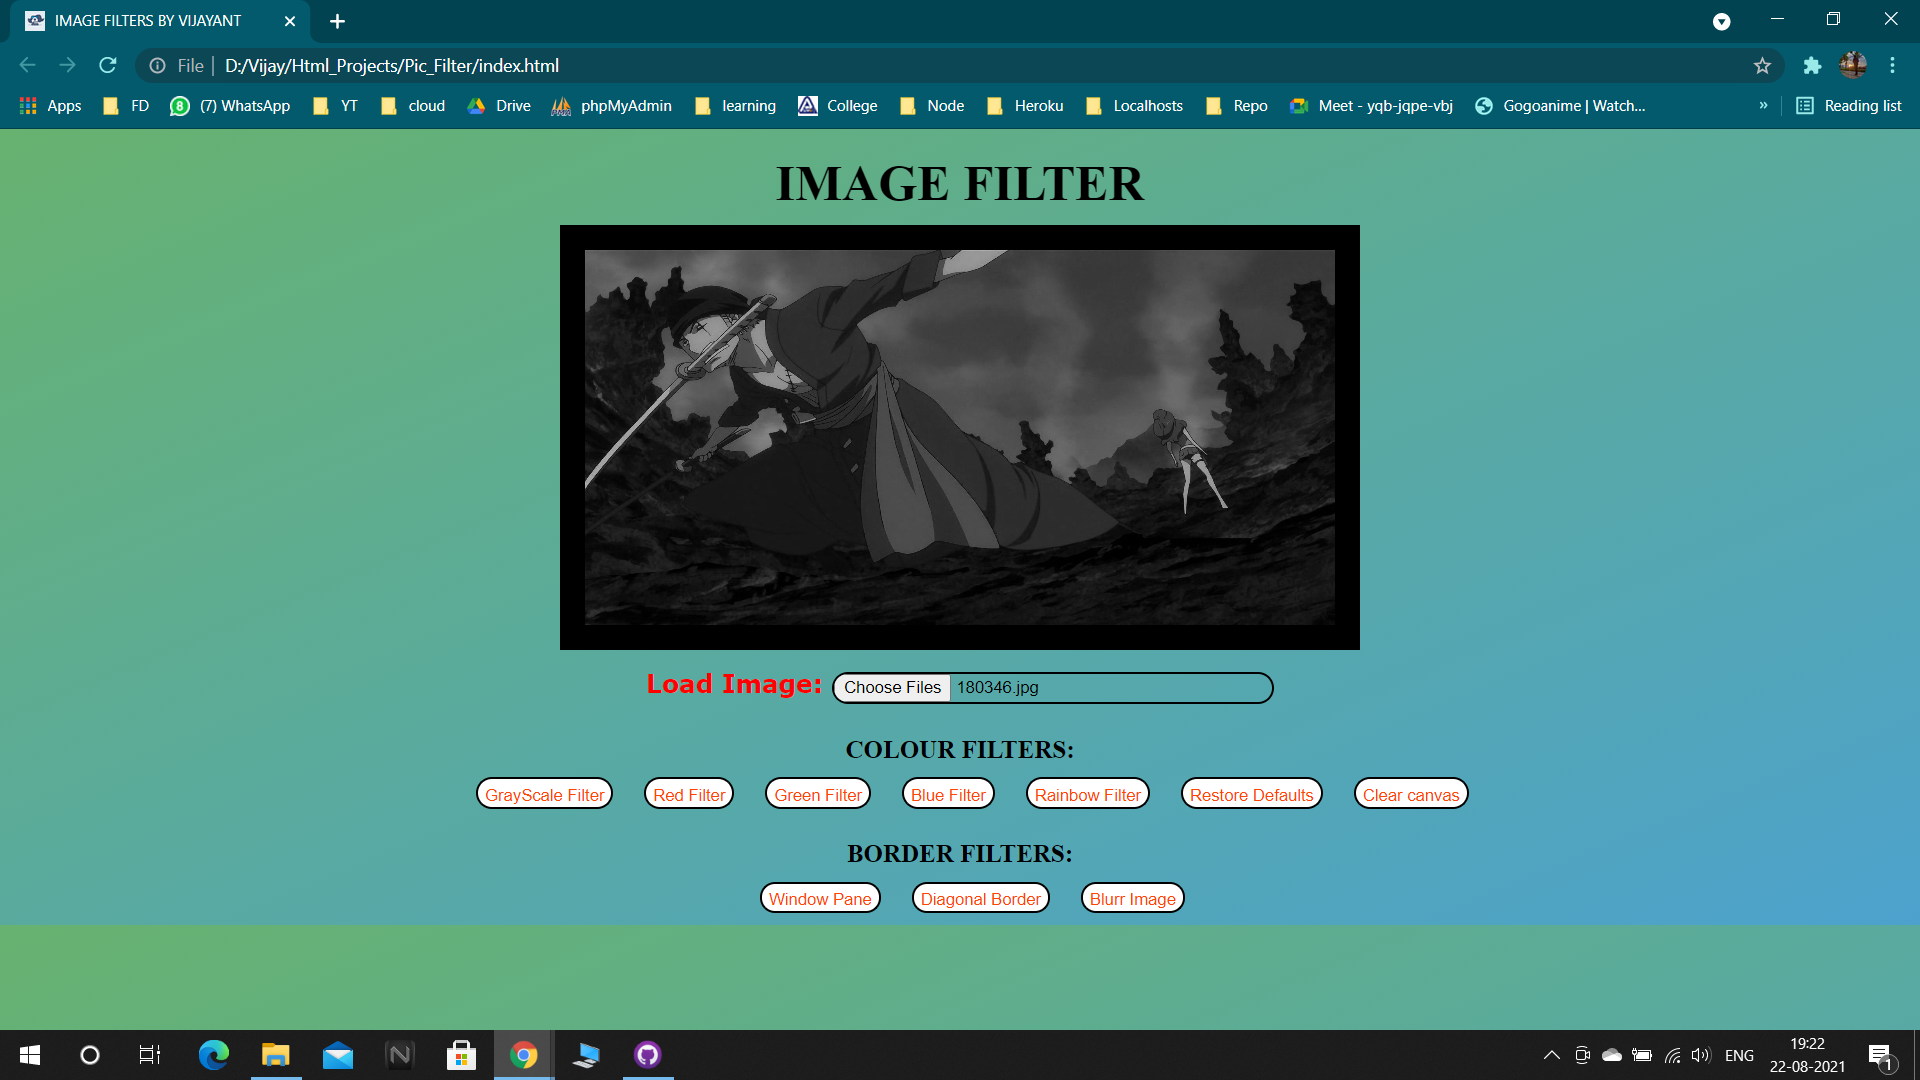 IMAGE FILTERS BY VIJAYANT
File | D:/Vijay/Html_Projects/Pic_Filter/index.html
Apps FD 8 (7) WhatsApp YT cloud Drive phpMyAdmin learning College Node Heroku Localhosts Repo Meet - yqb-jqpe-vbj Gogoanime | Watch... » Reading list
IMAGE FILTER
Load Image: Choose Files 180346.jpg
COLOUR FILTERS:
GrayScale Filter Red Filter Green Filter Blue Filter Rainbow Filter Restore Defaults Clear canvas
BORDER FILTERS:
Window Pane Diagonal Border Blurr Image
N ENG 19:22
22-08-2021 1